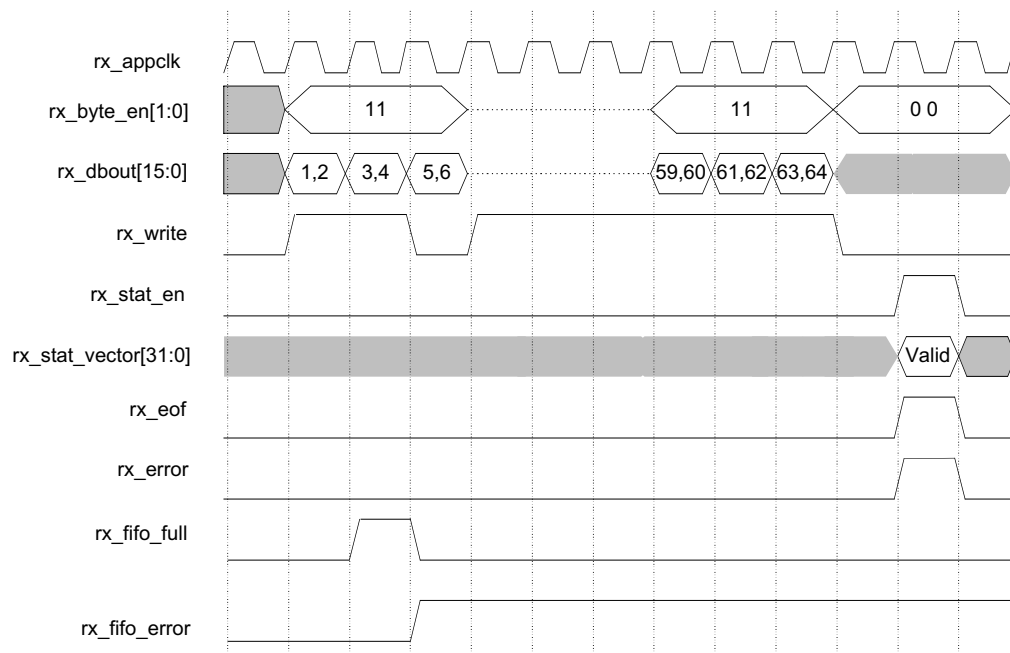 rx_appclk
rx_byte_en[1:0] 11 11 0 0
rx_dbout[15:0] 1,2 3,4 5,6 59,60 61,62 63,64
rx_write
rx_stat_en
rx_stat_vector[31:0] Valid
rx_eof
rx_error
rx_fifo_full
rx_fifo_error